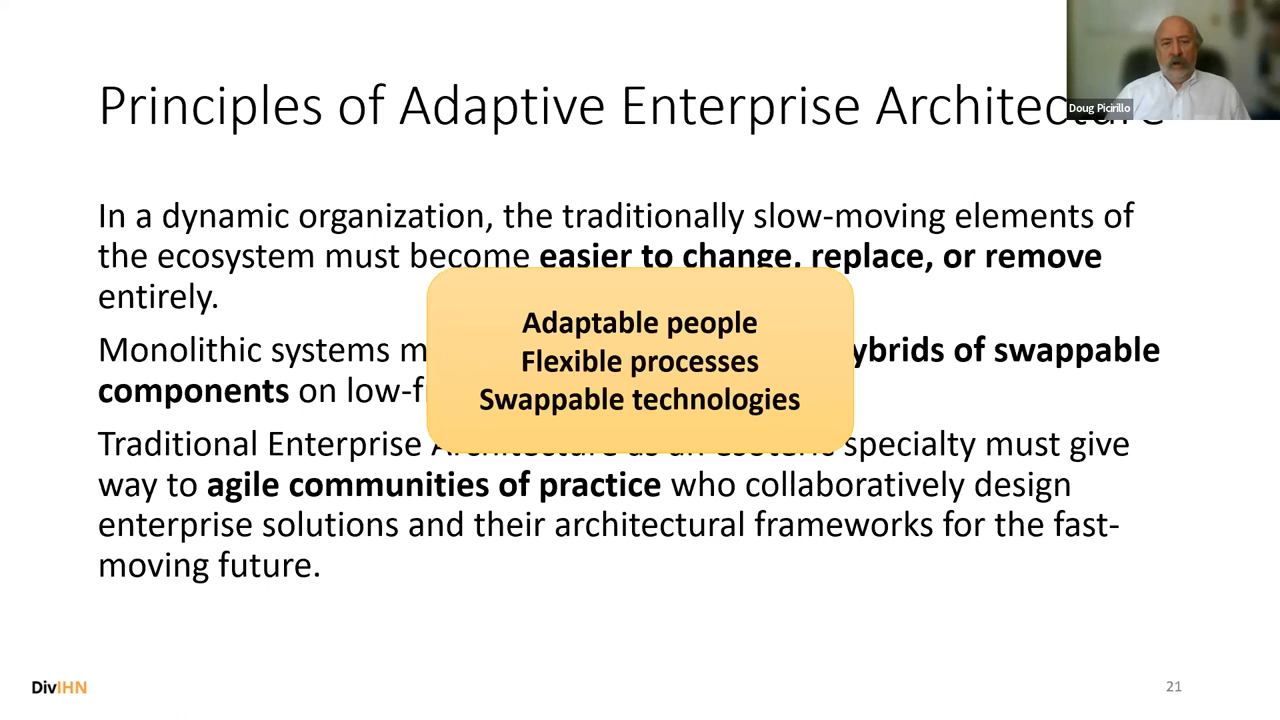 Principles of Adaptive Enterprise Architecture
Doug Picirillo
In a dynamic organization, the traditionally slow-moving elements of
the ecosystem must become easier to change, replace, or remove
entirely.
Adaptable people
Flexible processes
Swappable technologies
Monolithic systems
ybrids of swappable
components on
Traditional Enterprise Architecture as an esoteric specialty must give
way to agile communities of practice who collaboratively design
enterprise solutions and their architectural frameworks for the fast-
moving future.
DivIHN
21